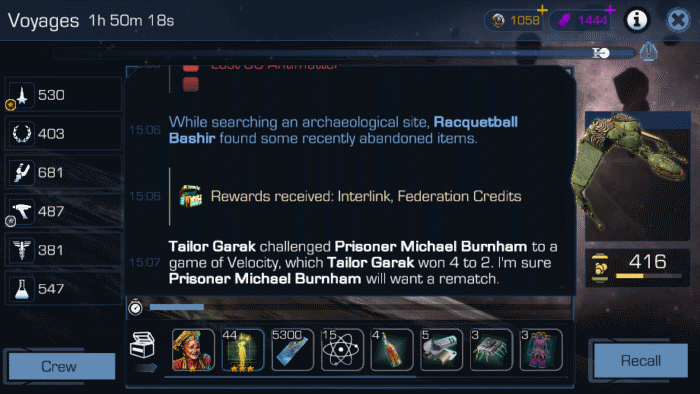 Voyages 1h 50m 18s
1058
1444
530
403
681
487
381
547
15:06 While searching an archaeological site, Racquetball
Bashir found some recently abandoned items.
15:06 Rewards received: Interlink, Federation Credits
15:07 Tailor Garak challenged Prisoner Michael Burnham to a
game of Velocity, which Tailor Garak won 4 to 2. I'm sure
Prisoner Michael Burnham will want a rematch.
416
44
5300
15
4
5
3
3
Crew
Recall